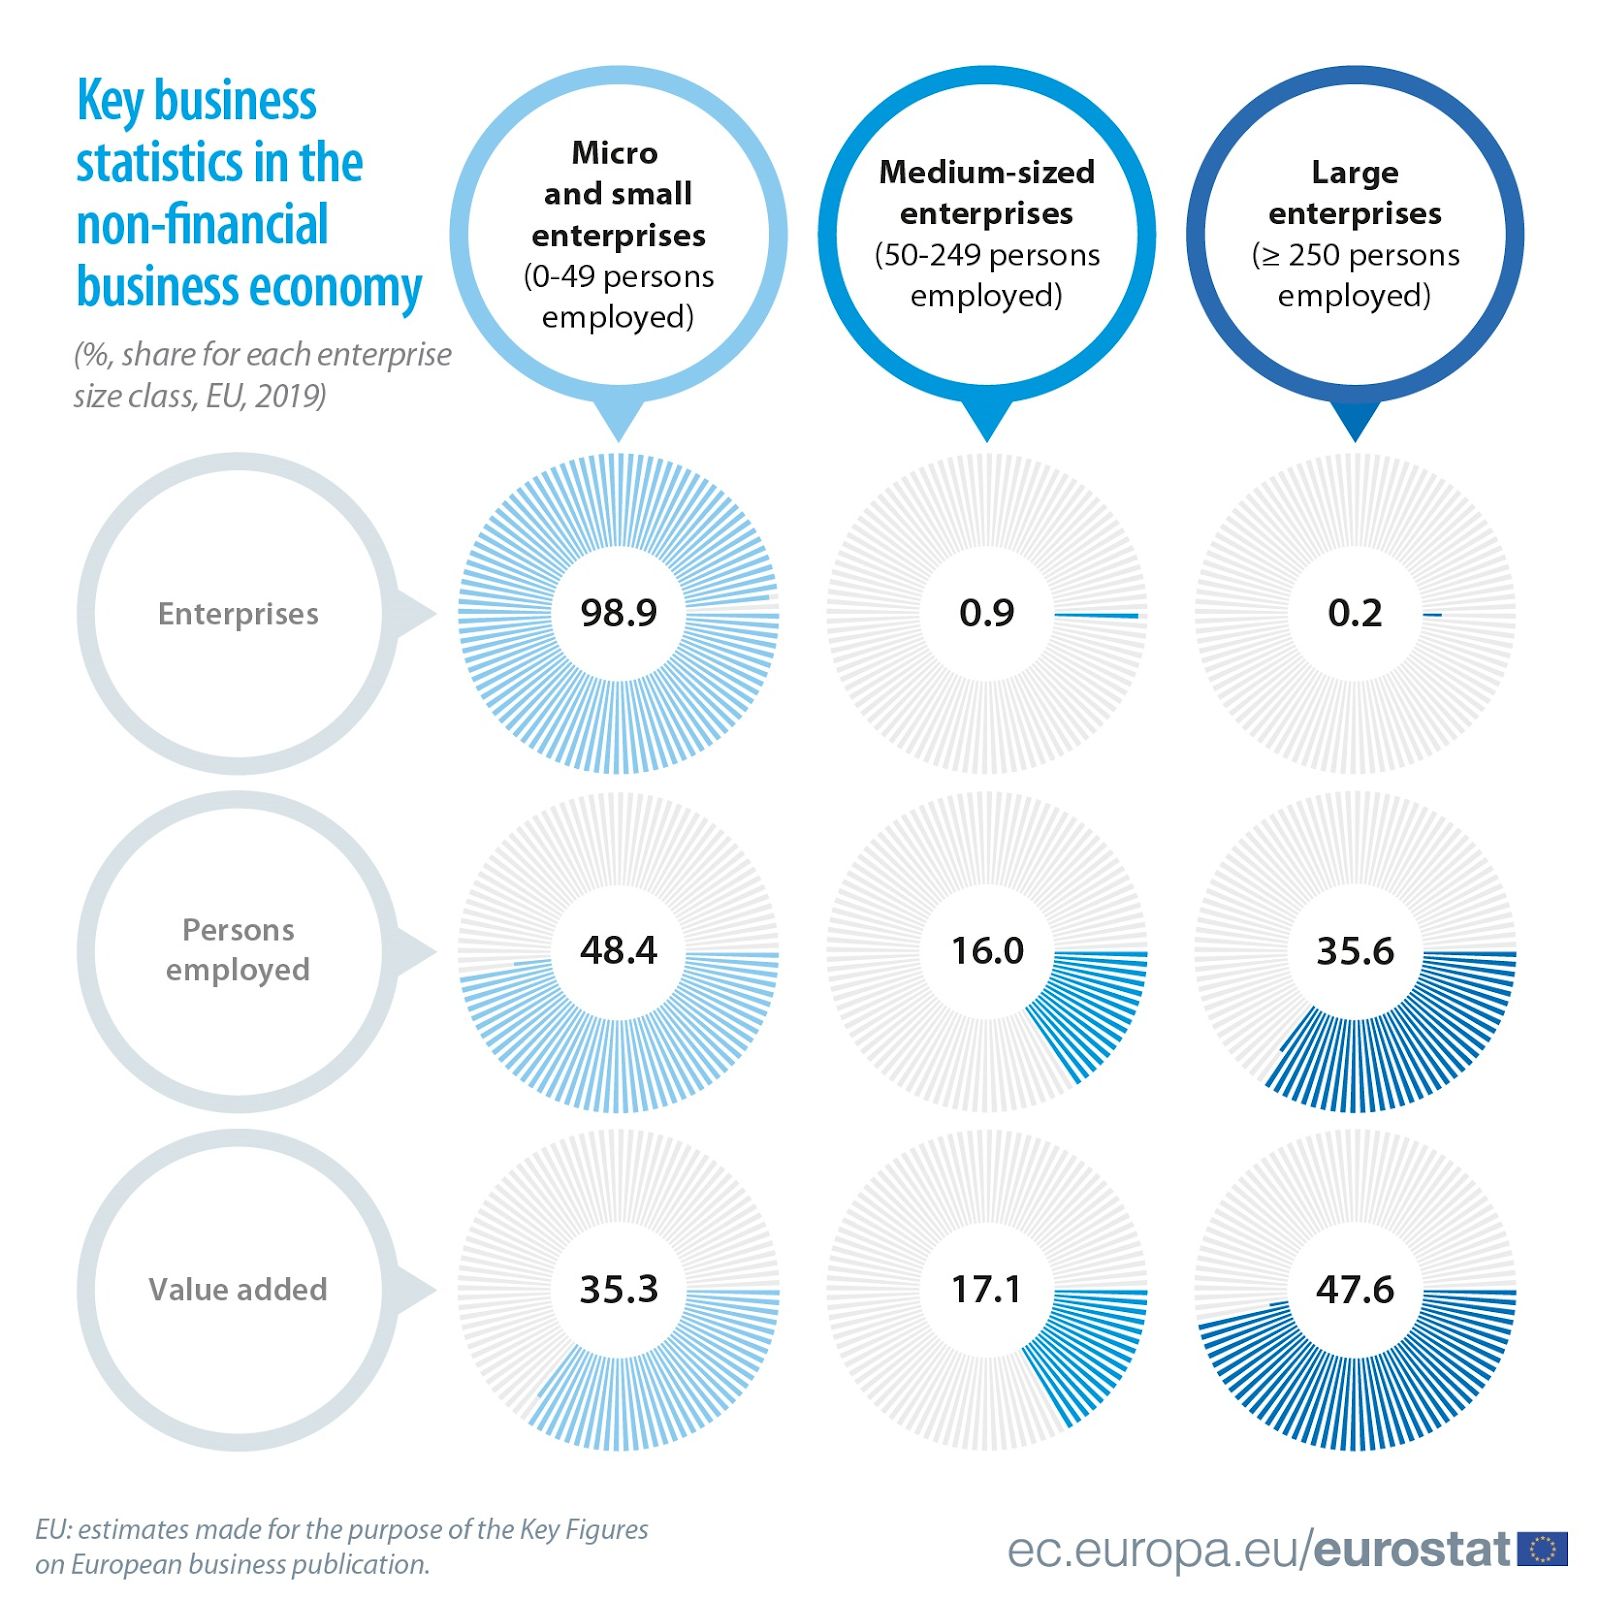 Key business
statistics in the
non-financial
business economy
(%, share for each enterprise
size class, EU, 2019)
Micro
and small
enterprises
(0-49 persons
employed)
Medium-sized
enterprises
(50-249 persons
employed)
Large
enterprises
(≥ 250 persons
employed)
Enterprises
98.9
0.9
0.2
Persons
employed
48.4
16.0
35.6
Value added
35.3
17.1
47.6
EU: estimates made for the purpose of the Key Figures
on European business publication.
ec.europa.eu/eurostat